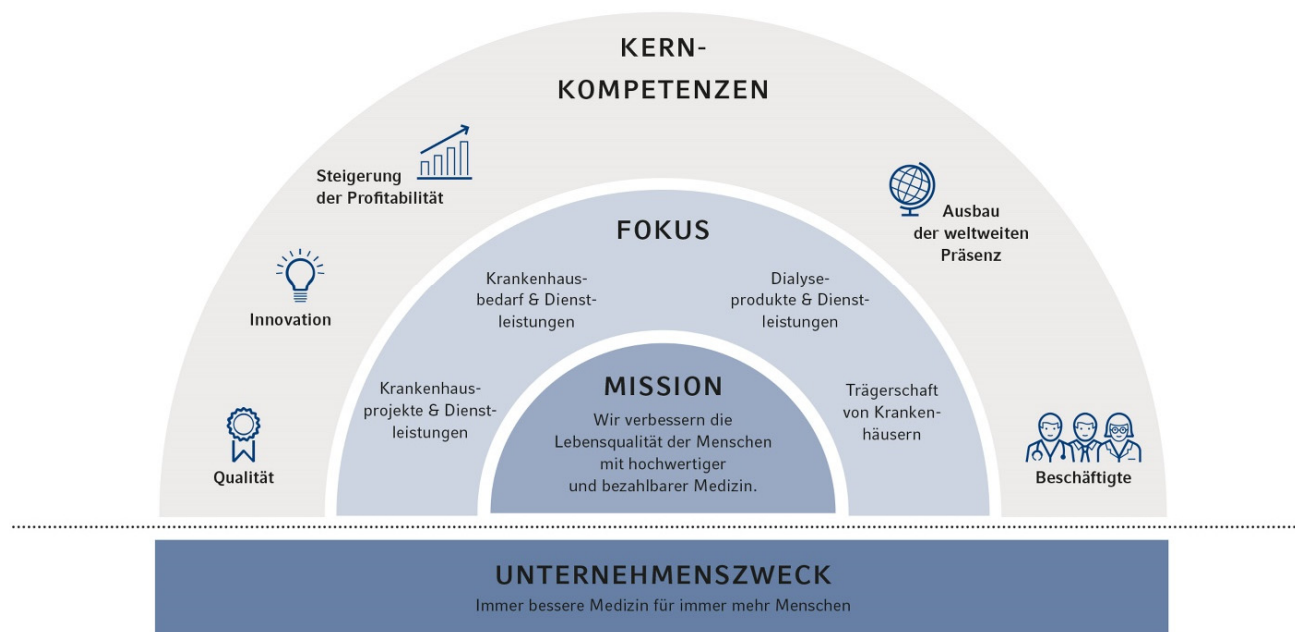 KERN-
KOMPETENZEN
Steigerung
der Profitabilität
Innovation
Qualität
Ausbau
der weltweiten
Präsenz
Beschäftigte
FOKUS
Krankenhaus-
projekte & Dienst-
leistungen
Krankenhaus-
bedarf & Dienst-
leistungen
Dialyse-
produkte & Dienst-
leistungen
Trägerschaft
von Kranken-
häusern
MISSION
Wir verbessern die
Lebensqualität der Menschen
mit hochwertiger
und bezahlbarer Medizin.
UNTERNEHMENSZWECK
Immer bessere Medizin für immer mehr Menschen